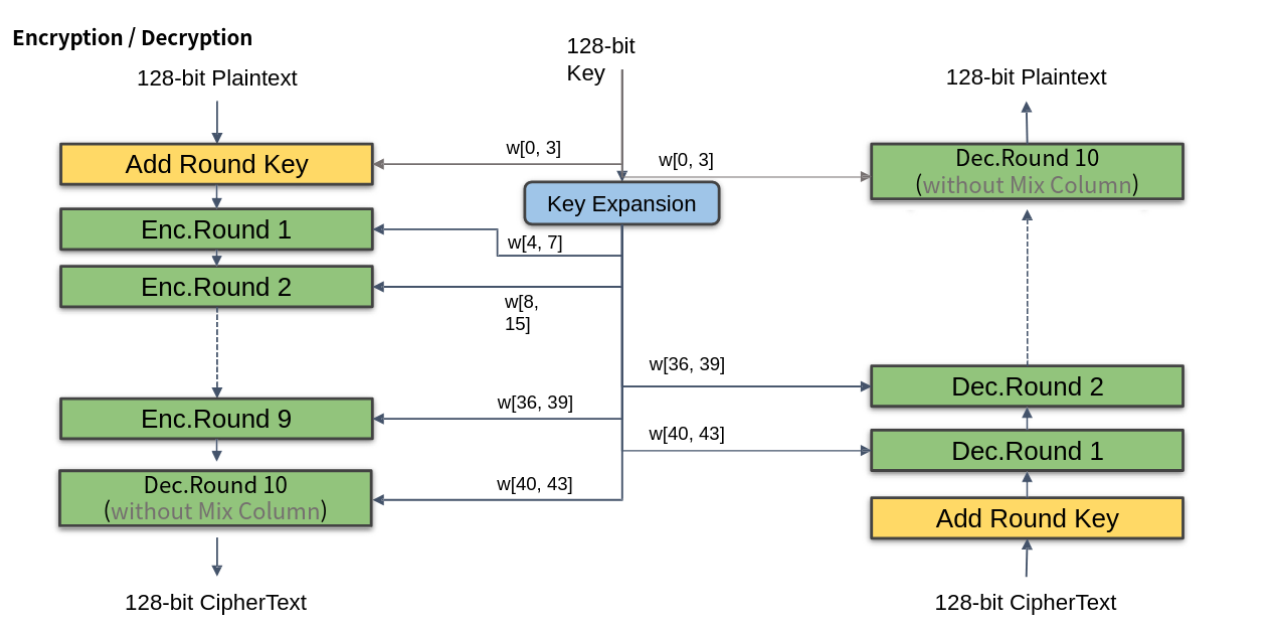 Encryption / Decryption
128-bit Plaintext
128-bit
Key
128-bit Plaintext
Add Round Key
w[0, 3]
w[0, 3]
Dec.Round 10
(without Mix Column)
Key Expansion
Enc.Round 1
w[4, 7]
Enc.Round 2
w[8,
15]
w[36, 39]
Dec.Round 2
Enc.Round 9
w[36, 39]
w[40, 43]
Dec.Round 1
Dec.Round 10
(without Mix Column)
w[40, 43]
Add Round Key
128-bit CipherText
128-bit CipherText